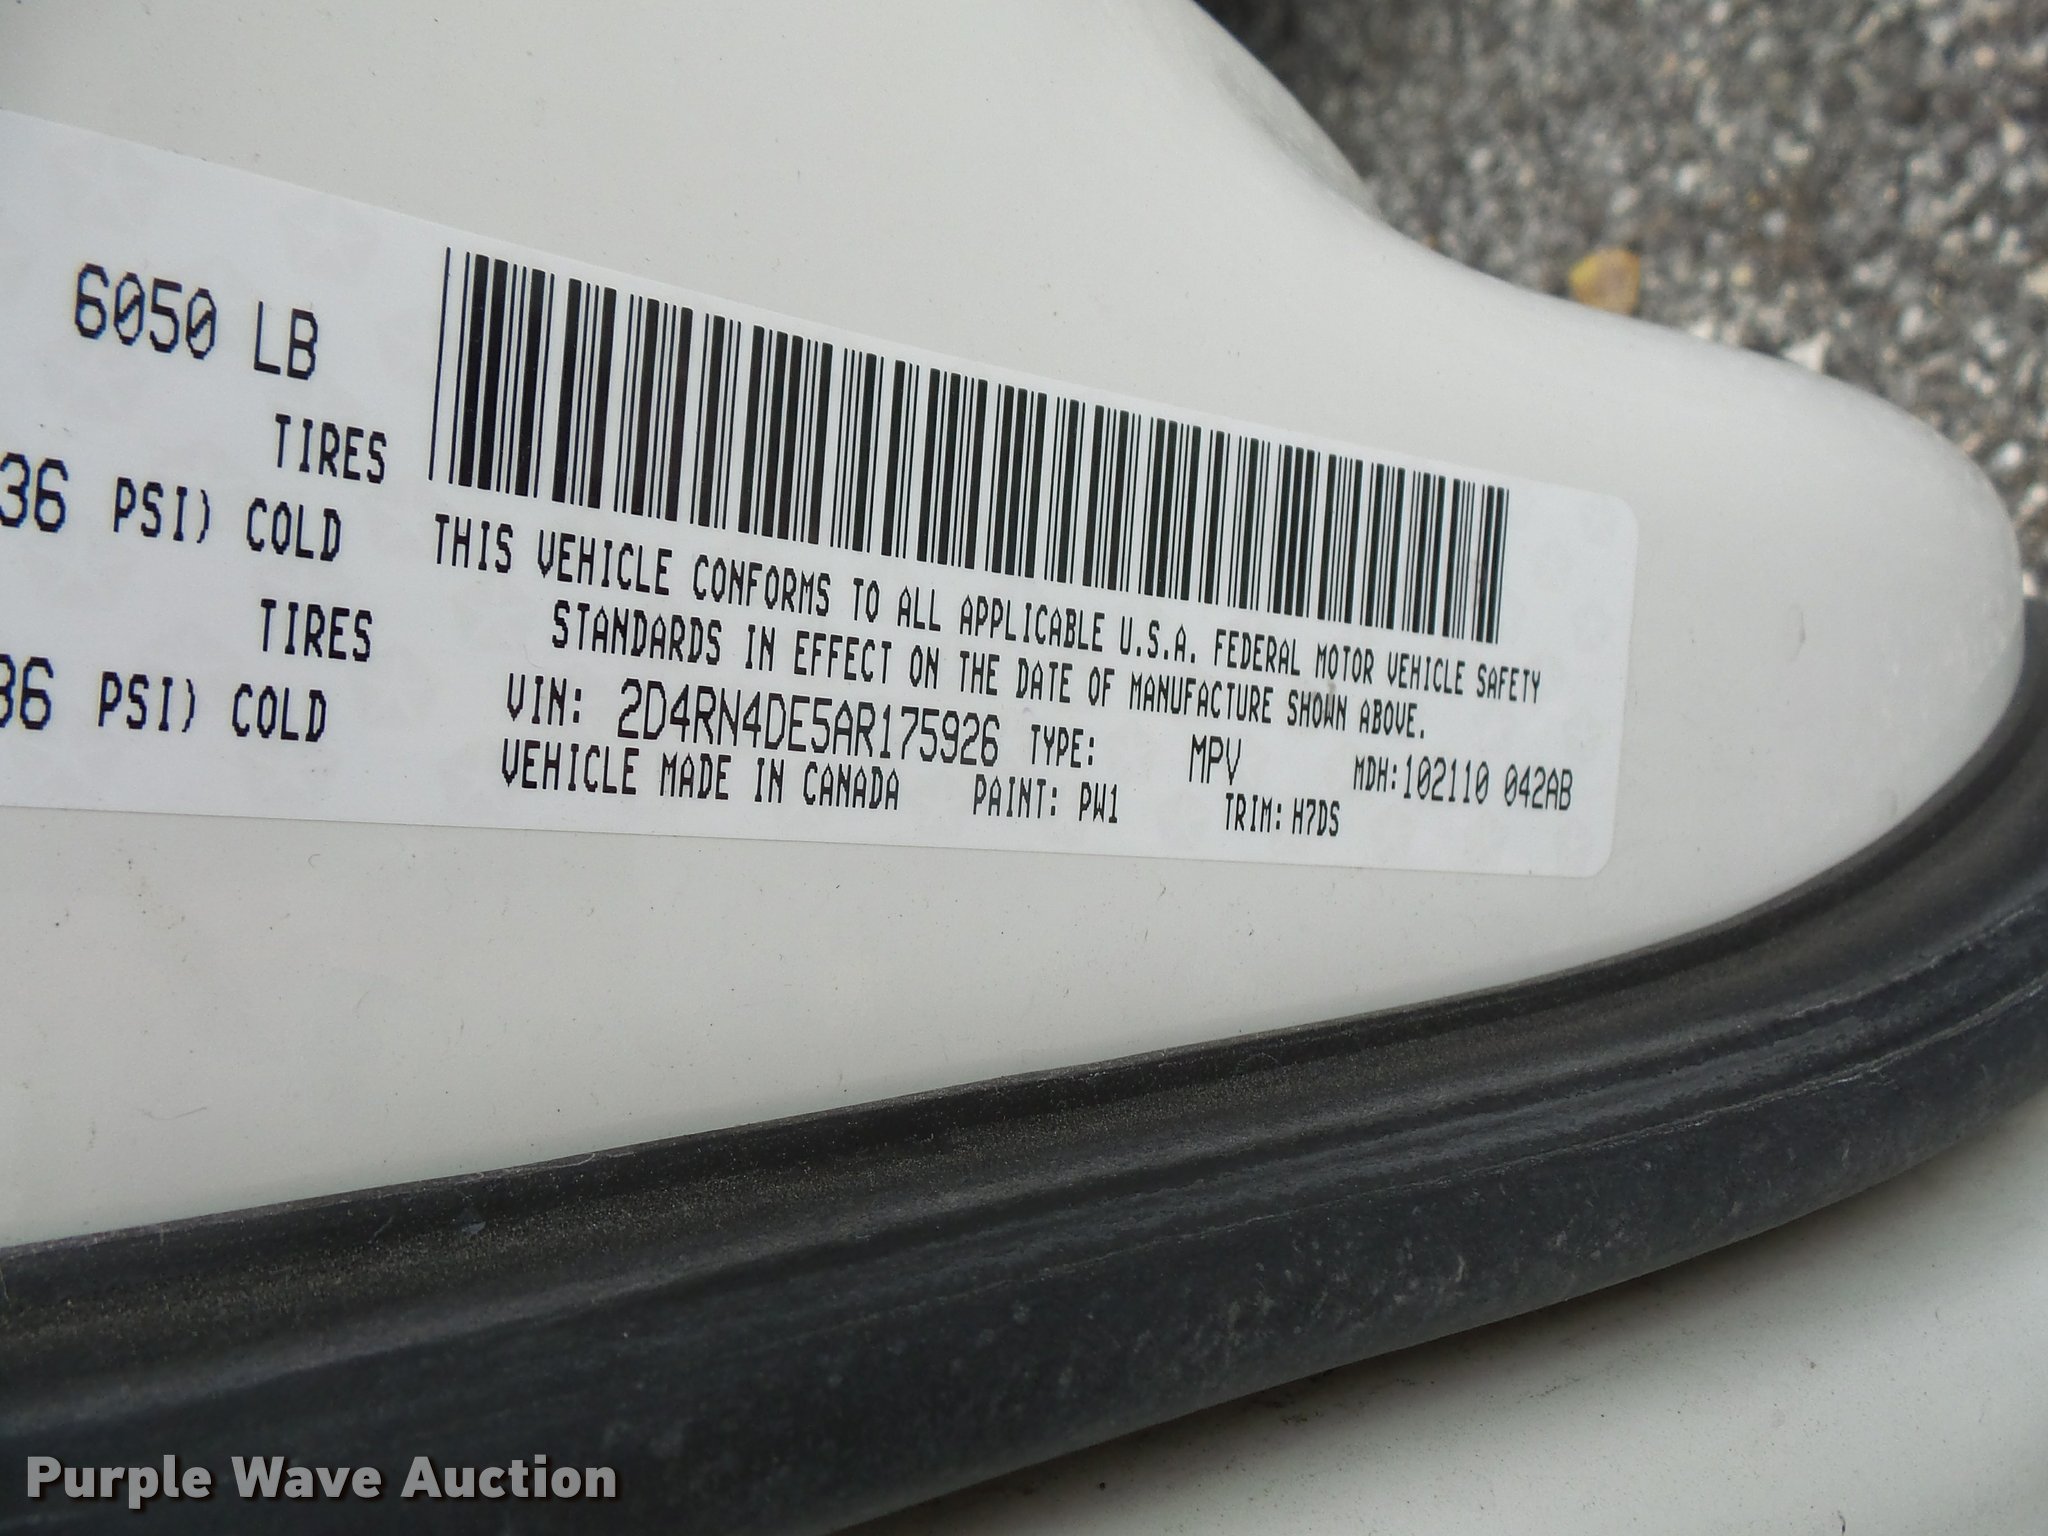 6050 LB
TIRES
36 PSI) COLD
TIRES
36 PSI) COLD
THIS VEHICLE CONFORMS TO ALL APPLICABLE U.S.A. FEDERAL MOTOR VEHICLE SAFETY
STANDARDS IN EFFECT ON THE DATE OF MANUFACTURE SHOWN ABOVE.
VIN: 2D4RN4DE5AR175926 TYPE: MPV MDH:102110 042AB
VEHICLE MADE IN CANADA PAINT: PW1 TRIM: H7DS
Purple Wave Auction